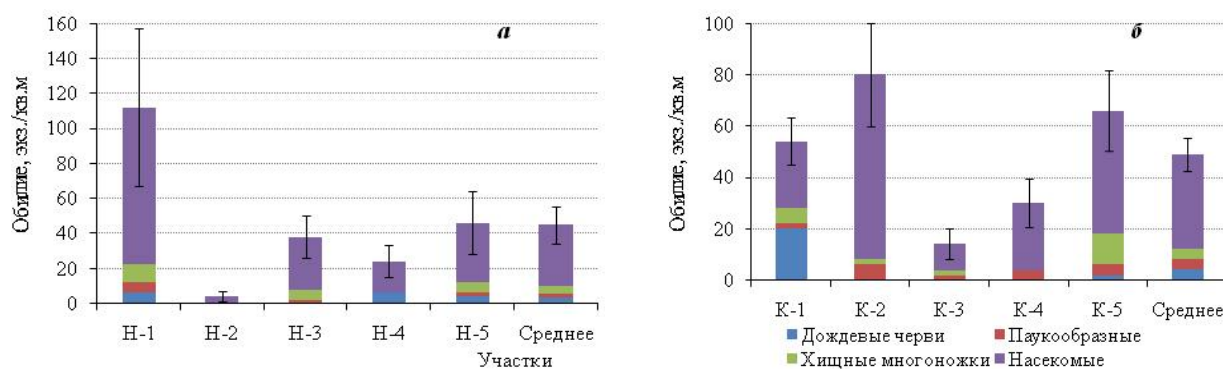 а
Обилие, экз./кв.м
160
140
120
100
80
60
40
20
0
Н-1 Н-2 Н-3 Н-4 Н-5 Среднее
Участки
б
Обилие, экз./кв.м
100
80
60
40
20
0
К-1 К-2 К-3 К-4 К-5 Среднее
Дождевые черви Паукообразные
Хищные многоножки Насекомые